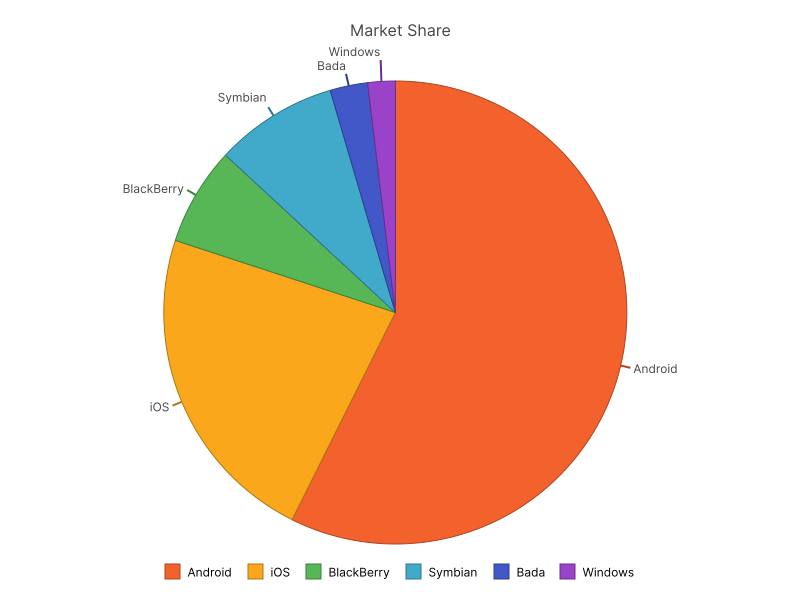 Market Share
Windows
Bada
Symbian
BlackBerry
Android
iOS
Android iOS BlackBerry Symbian Bada Windows